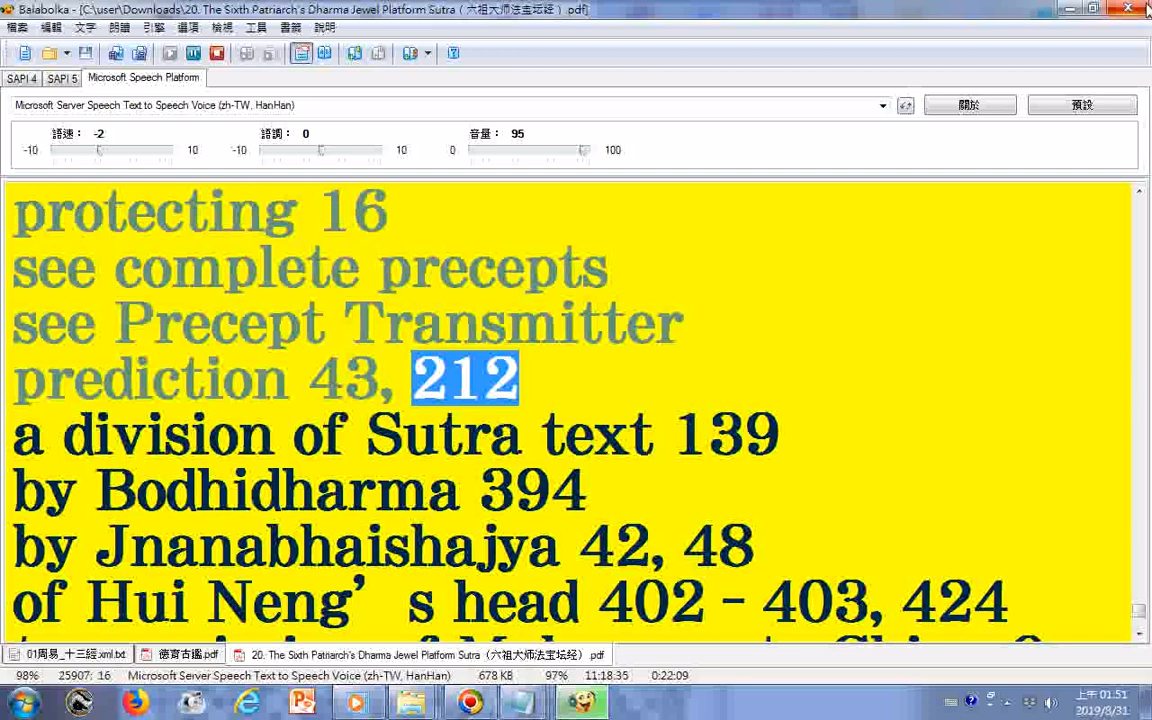 Balabolka - [C:\user\Downloads\20. The Sixth Patriarch's Dharma Jewel Platform Sutra（六祖大师法宝坛经）.pdf]
檔案 編輯 文字 朗讀 引擎 選項 檢視 工具 書籤 說明
SAPI 4 SAPI 5 Microsoft Speech Platform
Microsoft Server Speech Text to Speech Voice (zh-TW, HanHan) 關於 預設
語速： -2 語調： 0 音量： 95
-10 10 -10 10 0 100
protecting 16
see complete precepts
see Precept Transmitter
prediction 43, 212
a division of Sutra text 139
by Bodhidharma 394
by Jnanabhaishajya 42, 48
of Hui Neng’s head 402 - 403, 424
01周易_十三經.xml.txt 德育古鑑.pdf 20. The Sixth Patriarch's Dharma Jewel Platform Sutra（六祖大师法宝坛经）.pdf
98% 25907: 16 Microsoft Server Speech Text to Speech Voice (zh-TW, HanHan) 678 KB 97% 11:18.35 0:22:09
上午 01:51
2019/8/31